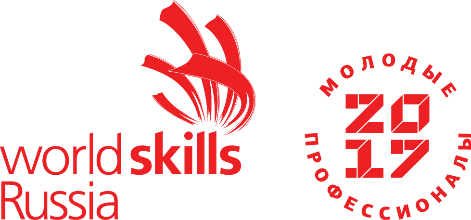 worldskills
Russia
МОЛОДЫЕ
20
17
ПРОФЕССИОНАЛЫ